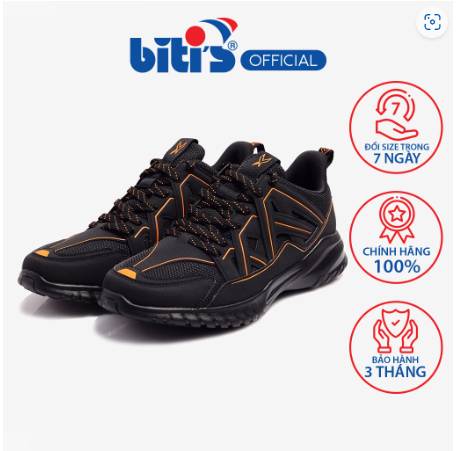 biti's®
OFFICIAL
7
ĐỔI SIZE TRONG
7 NGÀY
CHÍNH HÃNG
100%
BẢO HÀNH
3 THÁNG